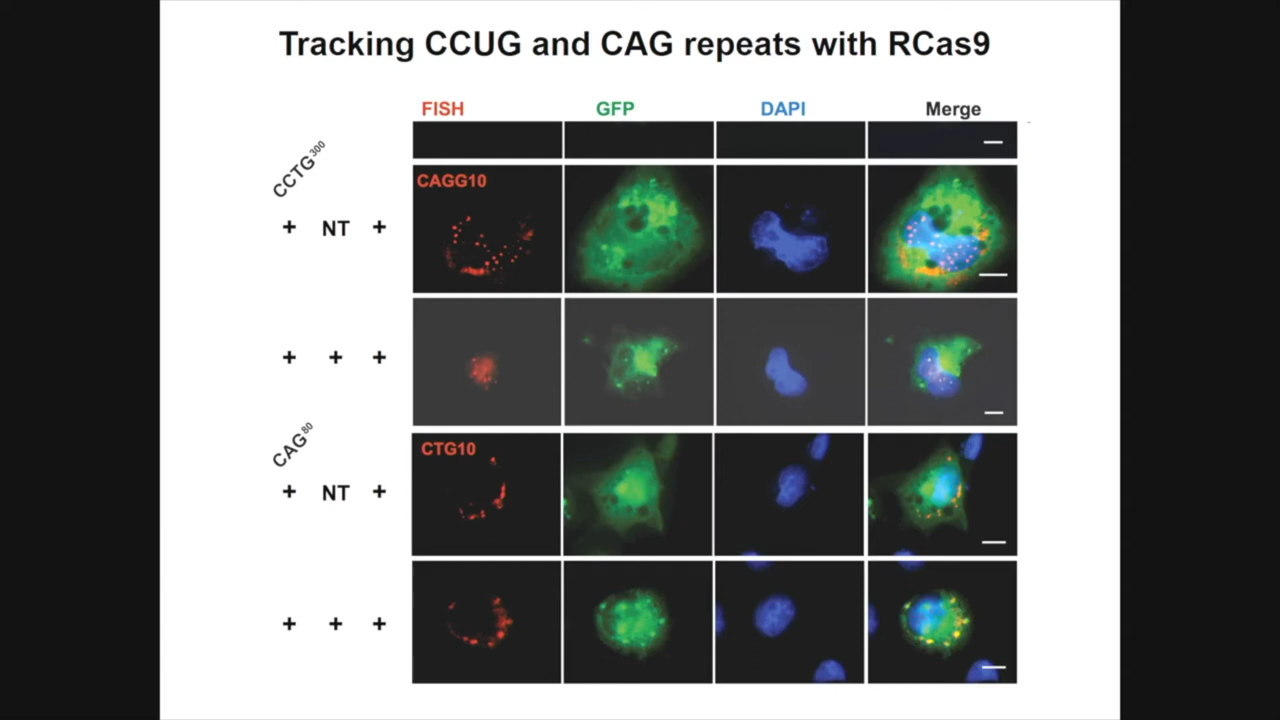 Tracking CCUG and CAG repeats with RCas9
FISH GFP DAPI Merge
CCTG300
CAGG10
+ NT +
+ + +
CAG80
CTG10
+ NT +
+ + +